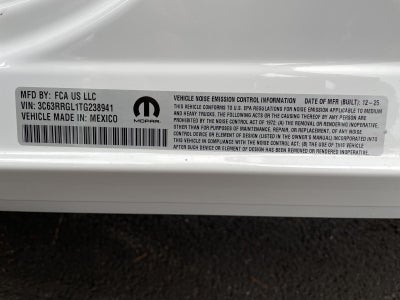 MFD BY: FCA US LLC
VIN: 3C63RRGL1TG238941
VEHICLE MADE IN: MEXICO
MOPAR
VEHICLE NOISE EMISSION CONTROL INFORMATION DATE OF MFR (BUILT): 12 - 25
THIS VEHICLE CONFORMS TO U.S. EPA REGULATIONS FOR NOISE EMISSION APPLICABLE TO MEDIUM
AND HEAVY TRUCKS. THE FOLLOWING ACTS OR THE CAUSING THEREOF BY ANY PERSON ARE
PROHIBITED BY THE NOISE CONTROL ACT OF 1972: (A) THE REMOVAL OR RENDERING INOPERATIVE,
OTHER THAN FOR PURPOSES OF MAINTENANCE, REPAIR, OR REPLACEMENT, OF ANY NOISE
CONTROL DEVICE OR ELEMENT OF DESIGN (LISTED IN THE OWNER'S MANUAL) INCORPORATED INTO
THIS VEHICLE IN COMPLIANCE WITH THE NOISE CONTROL ACT; (B) THE USE OF THIS VEHICLE
AFTER SUCH DEVICE OR ELEMENT HAS BEEN REMOVED OR RENDERED INOPERATIVE.